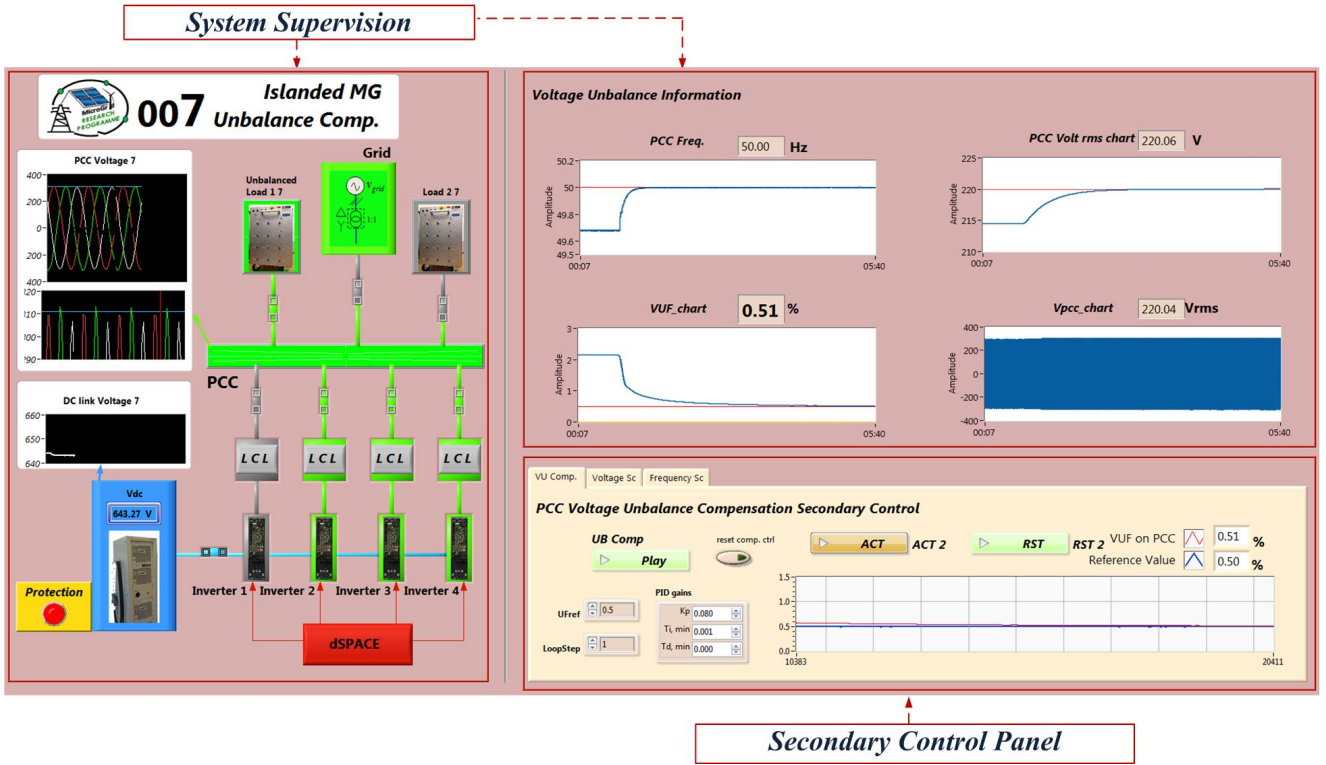 System Supervision
MicroGrid
RESEARCH
PROGRAMME
007
Islanded MG
Unbalance Comp.
PCC Voltage 7
400
200
0
200
400
320
310
300
290
DC link Voltage 7
660
650
640
Vdc
643.27 V
Protection
Grid
Vgrid
1:1
Unbalanced
Load 1 7
Load 2 7
PCC
L C L
L C L
L C L
L C L
Inverter 1
Inverter 2
Inverter 3
Inverter 4
dSPACE
Voltage Unbalance Information
PCC Freq.
50.00 Hz
Amplitude
50.2
50
49.8
49.6
49.5
00:07
05:40
PCC Volt rms chart
220.06 V
Amplitude
225
220
215
210
00:07
05:40
VUF_chart
0.51 %
Amplitude
3
2
1
0
00:07
05:40
Vpcc_chart
220.04 Vrms
Amplitude
400
200
0
-200
-400
00:07
05:40
VU Comp.
Voltage Sc
Frequency Sc
PCC Voltage Unbalance Compensation Secondary Control
UB Comp
Play
reset comp. ctrl
ACT
ACT 2
RST
RST 2
VUF on PCC
0.51 %
Reference Value
0.50 %
UFref
0.5
LoopStep
1
PID gains
Kp 0.080
Ti, min 0.001
Td, min 0.000
1.5
1.0
0.5
0.0
10383
20411
Secondary Control Panel